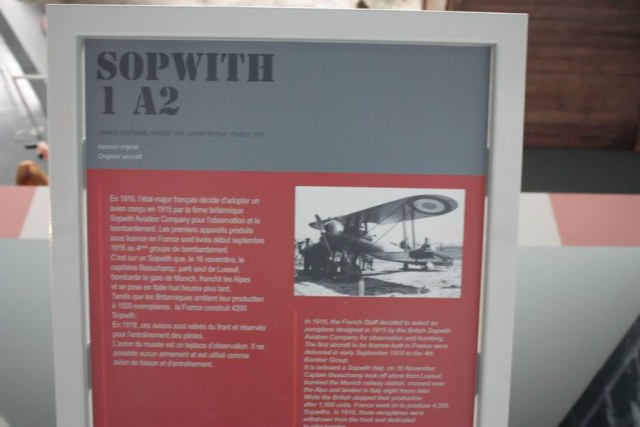 SOPWITH
1 A2
Appareil original
Original aircraft
En 1916, l'état-major français décide d'adopter un
avion conçu en 1915 par la firme britannique
Sopwith Aviation Company pour l'observation et le
bombardement. Les premiers appareils produits
sous licence en France sont livrés début septembre
1916 au 4ème groupe de bombardement.
C'est sur un Sopwith que, le 16 novembre, le
capitaine Beauchamp, parti seul de Luxeuil,
bombarde la gare de Munich, franchit les Alpes
et se pose en Italie huit heures plus tard.
Tandis que les Britanniques arrêtent leur production
à 1500 exemplaires, la France construit 4200
Sopwith.
En 1918, ces avions sont retirés du front et réservés
pour l'entraînement des pilotes.
L'avion du musée est un biplace d'observation. Il ne
possède aucun armement et est utilisé comme
avion de liaison et d'entraînement.
In 1916, the French Staff decided to select an
aeroplane designed in 1915 by the British Sopwith
Aviation Company for observation and bombing.
The first aircraft to be licence-built in France were
delivered in early September 1916 to the 4th
Bomber Group.
It is onboard a Sopwith that, on 16 November,
Captain Beauchamp took off alone from Luxeuil,
bombed the Munich railway station, crossed over
the Alps and landed in Italy eight hours later.
While the British stopped their production
after 1,500 units, France went on to produce 4,200
Sopwiths. In 1918, these aeroplanes were
withdrawn from the front and dedicated